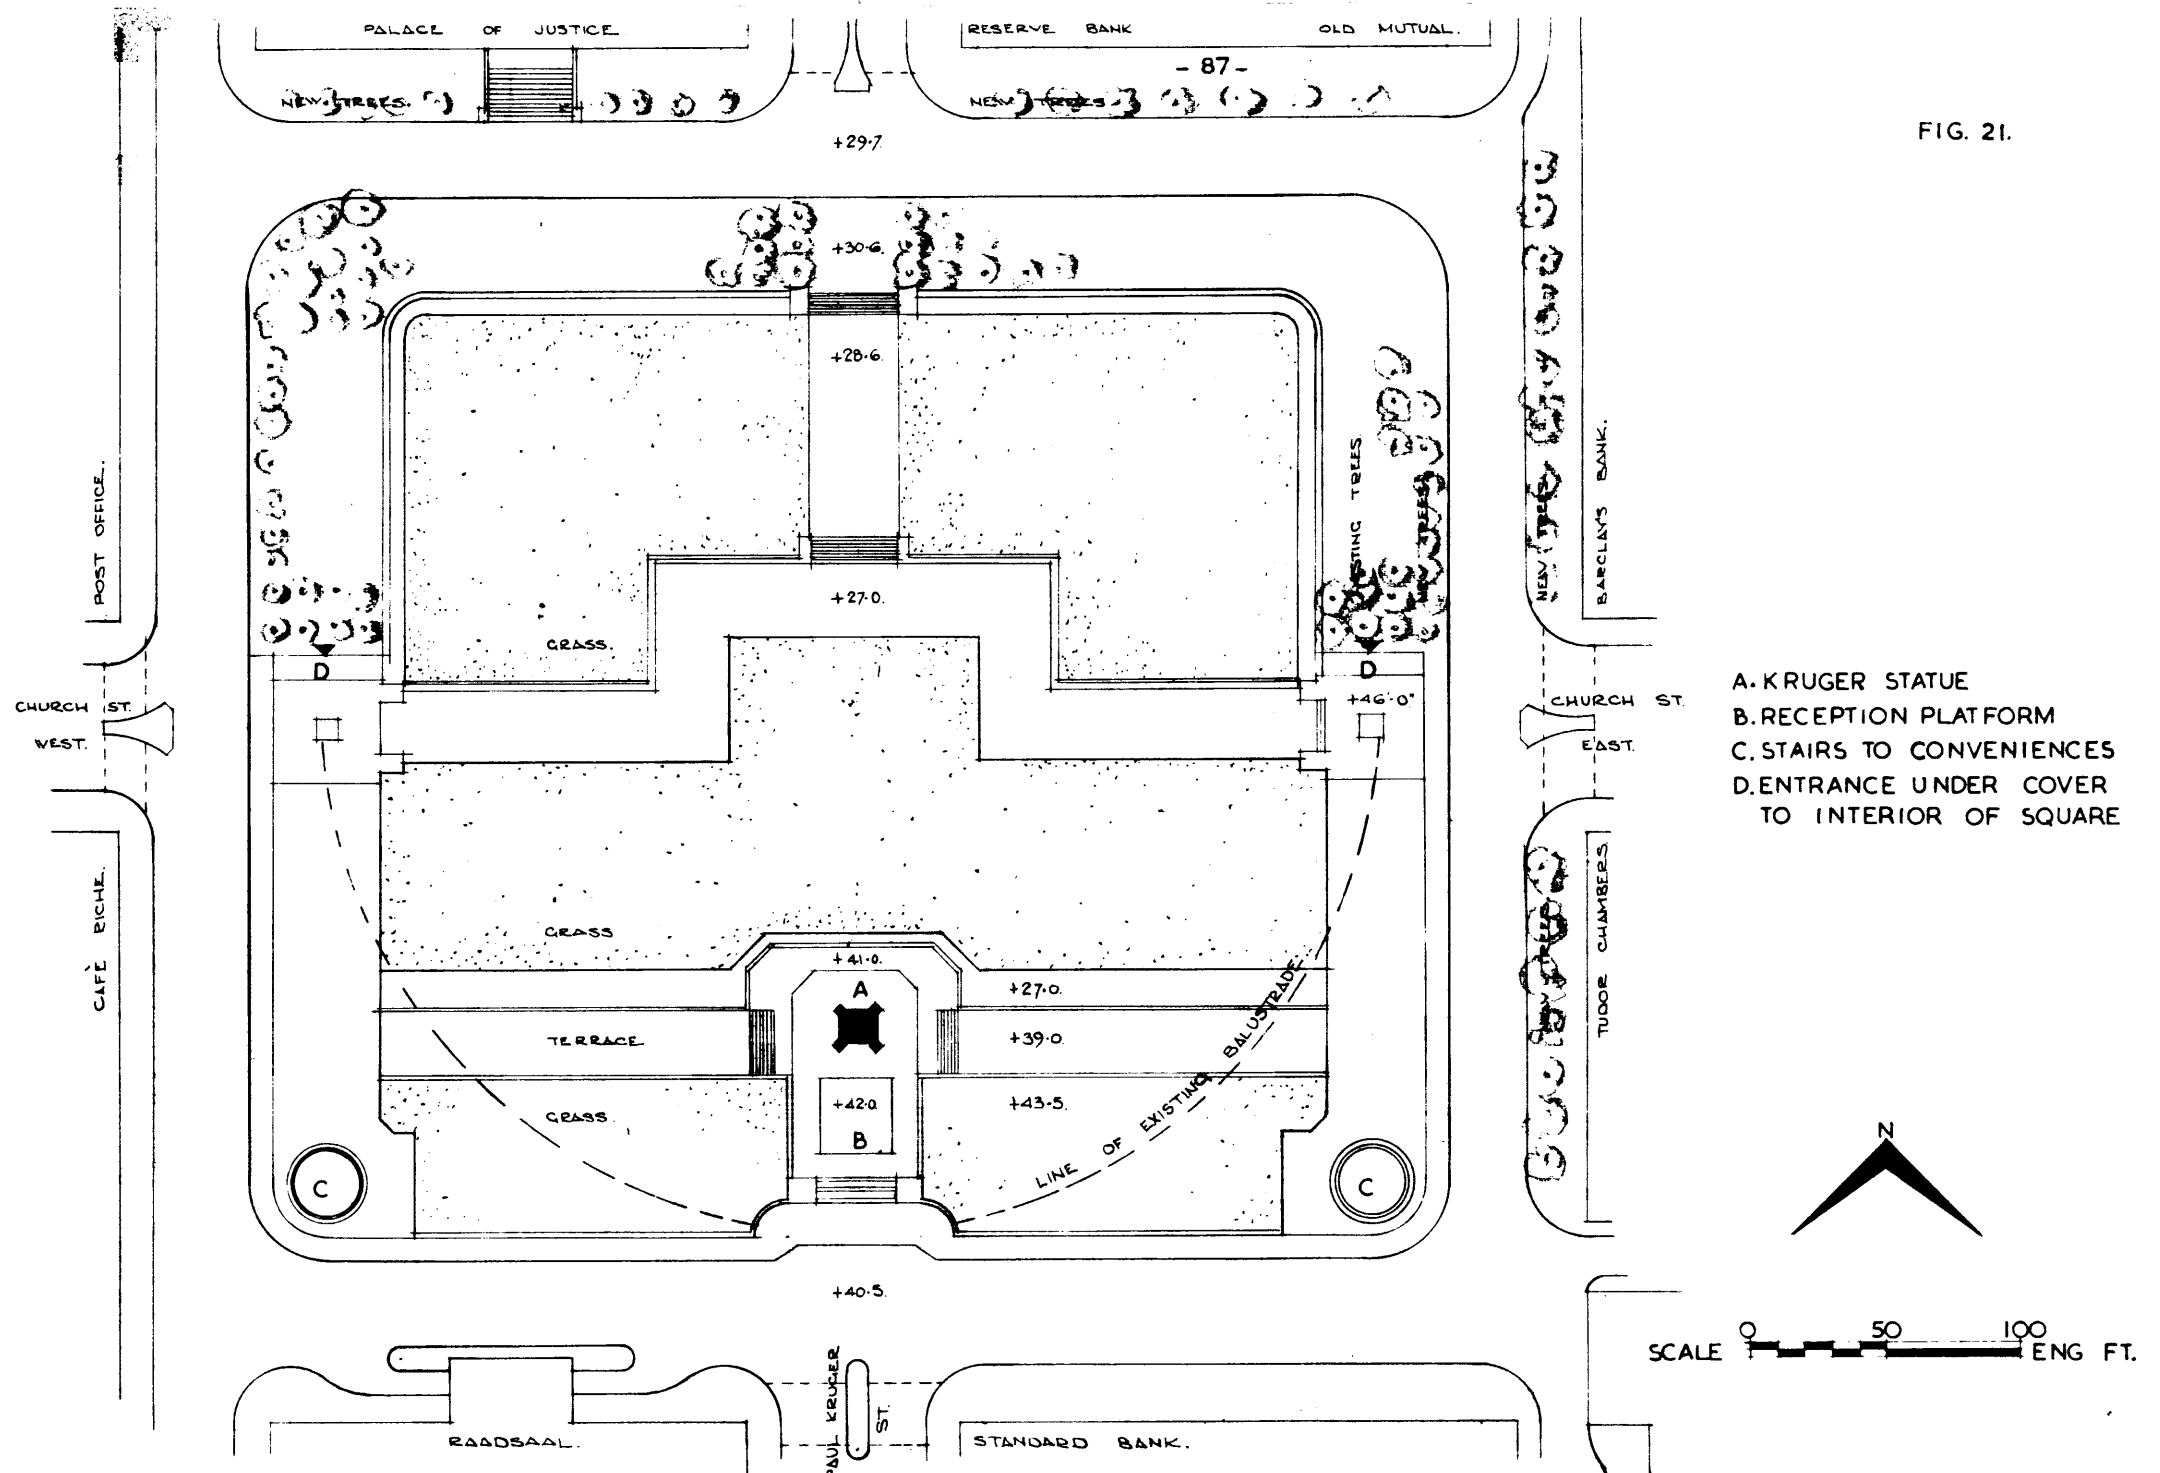 PALACE OF JUSTICE
RESERVE BANK OLD MUTUAL.
- 87 -
NEW TREES.
NEW TREES
FIG. 21.
+29·7.
+30·6.
+28·6.
+27·0.
GRASS.
POST OFFICE.
EXISTING TREES.
NEW TREES
NEW TREES
BARCLAYS BANK.
D
D
+46'·0"
CHURCH ST.
WEST.
CHURCH ST.
EAST.
A. KRUGER STATUE
B. RECEPTION PLATFORM
C. STAIRS TO CONVENIENCES
D. ENTRANCE UNDER COVER
TO INTERIOR OF SQUARE
CAFÈ RICHE.
GRASS
+41·0.
A
+27·0.
TERRACE
+39·0.
+42·0.
B
+43·5.
GRASS.
LINE OF EXISTING BALUSTRADE.
NEW TREES
TUDOR CHAMBERS.
C
C
N
+40·5.
SCALE 0 50 100 ENG FT.
PAUL KRUGER
ST.
RAADSAAL.
STANDARD BANK.